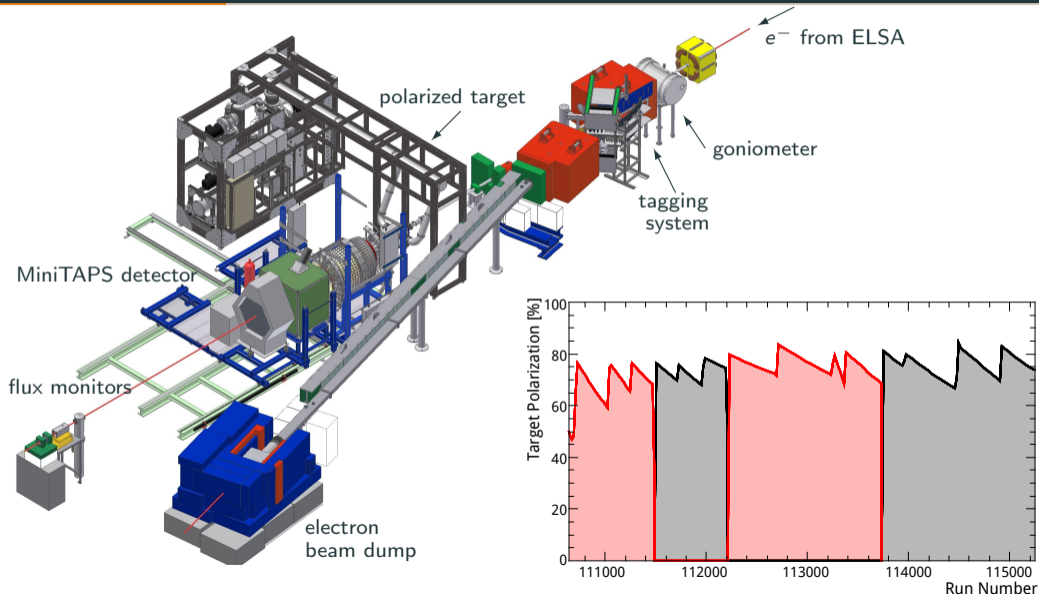 e⁻ from ELSA
polarized target
goniometer
tagging
system
MiniTAPS detector
flux monitors
electron
beam dump
Target Polarization [%]
100
80
60
40
20
0
111000 112000 113000 114000 115000
Run Number